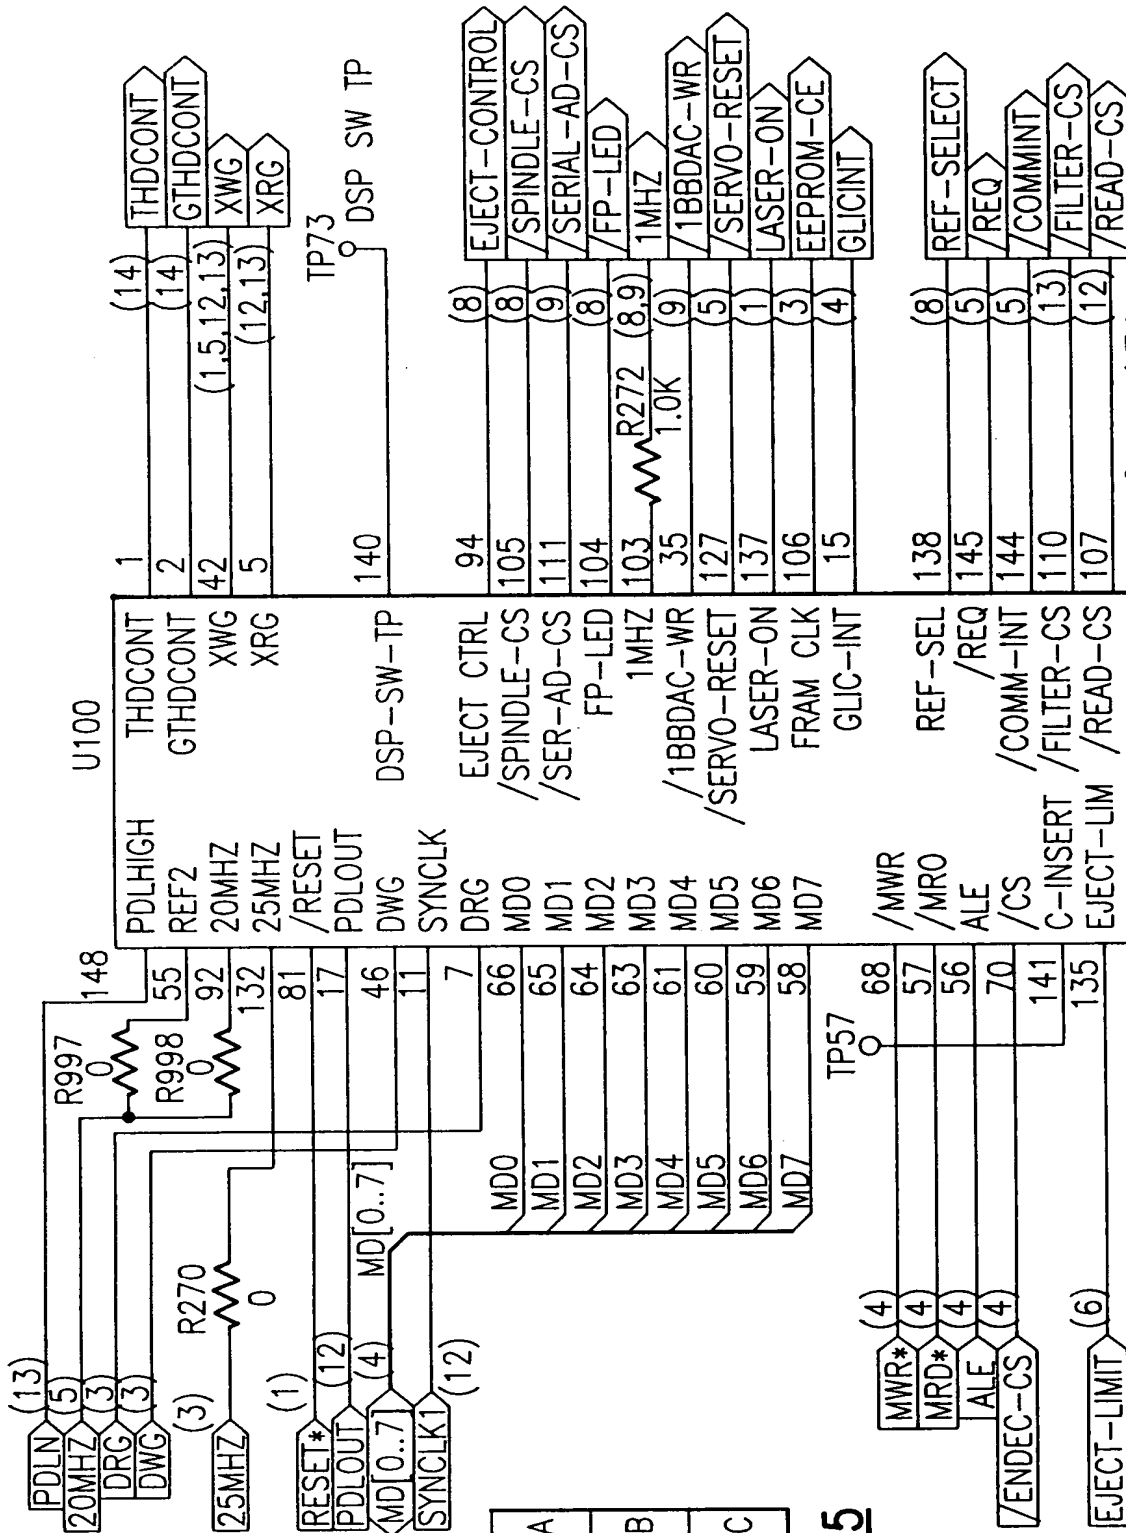 U100
PDLN (13)
20MHZ (5)
DRG (3)
DWG (3)
25MHZ (3)
RESET* (1)
PDLOUT (12)
MD[0..7] (4)
SYNCLK1 (12)
R997
0
R998
0
R270
0
MD[0..7]
148 PDLHIGH
55 REF2
92 20MHZ
132 25MHZ
81 /RESET
17 PDLOUT
46 DWG
11 SYNCLK
7 DRG
MD0 66 MD0
MD1 65 MD1
MD2 64 MD2
MD3 63 MD3
MD4 61 MD4
MD5 60 MD5
MD6 59 MD6
MD7 58 MD7
TP57
MWR* (4) 68 /MWR
MRD* (4) 57 /MRO
ALE (4) 56 ALE
/ENDEC-CS (4) 70 /CS
141 C-INSERT
EJECT-LIMIT (6) 135 EJECT-LIM
THDCONT 1 (14) THDCONT
GTHDCONT 2 (14) GTHDCONT
XWG 42 (1,5,12,13) XWG
XRG 5 (12,13) XRG
TP73
DSP-SW-TP 140 DSP SW TP
EJECT CTRL 94 (8) EJECT-CONTROL
/SPINDLE-CS 105 (8) /SPINDLE-CS
/SER-AD-CS 111 (9) /SERIAL-AD-CS
FP-LED 104 (8) /FP-LED
1MHZ 103 R272 1.0K (8,9) 1MHZ
/1BBDAC-WR 35 (9) /1BBDAC-WR
/SERVO-RESET 127 (5) /SERVO-RESET
LASER-ON 137 (1) LASER-ON
FRAM CLK 106 (3) EEPROM-CE
GLIC-INT 15 (4) GLICINT
REF-SEL 138 (8) REF-SELECT
/REQ 145 (5) /REQ
/COMM-INT 144 (5) /COMMINT
/FILTER-CS 110 (13) /FILTER-CS
/READ-CS 107 (12) /READ-CS
A
B
C
5